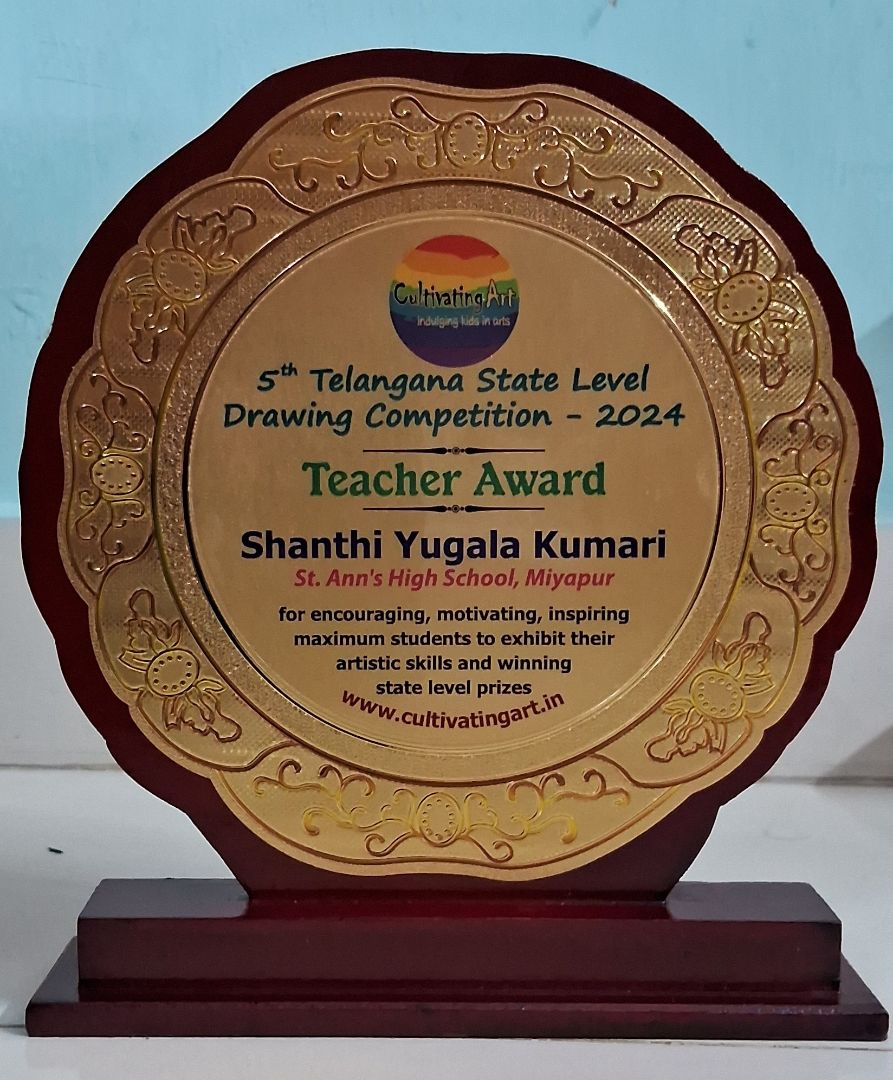 Cultivating Art
indulging kids in arts
5th Telangana State Level
Drawing Competition - 2024
Teacher Award
Shanthi Yugala Kumari
St. Ann's High School, Miyapur
for encouraging, motivating, inspiring
maximum students to exhibit their
artistic skills and winning
state level prizes
www.cultivatingart.in